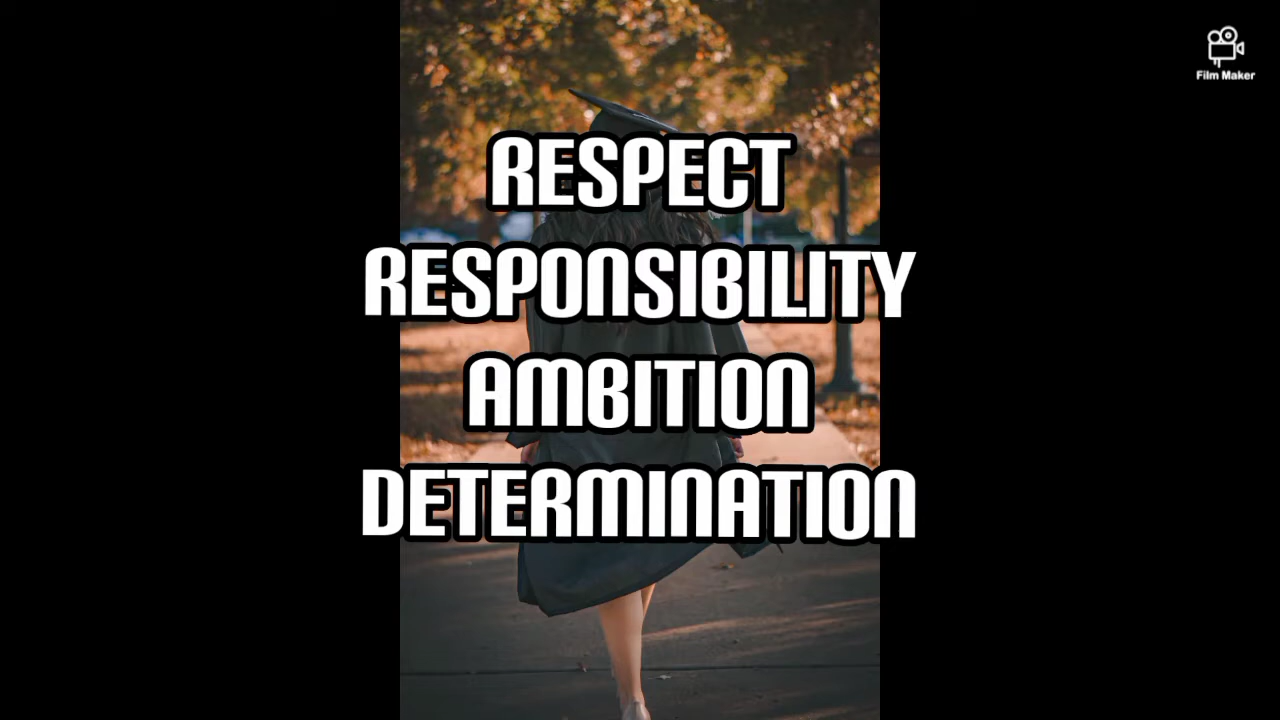 RESPECT
RESPONSIBILITY
AMBITION
DETERMINATION
Film Maker